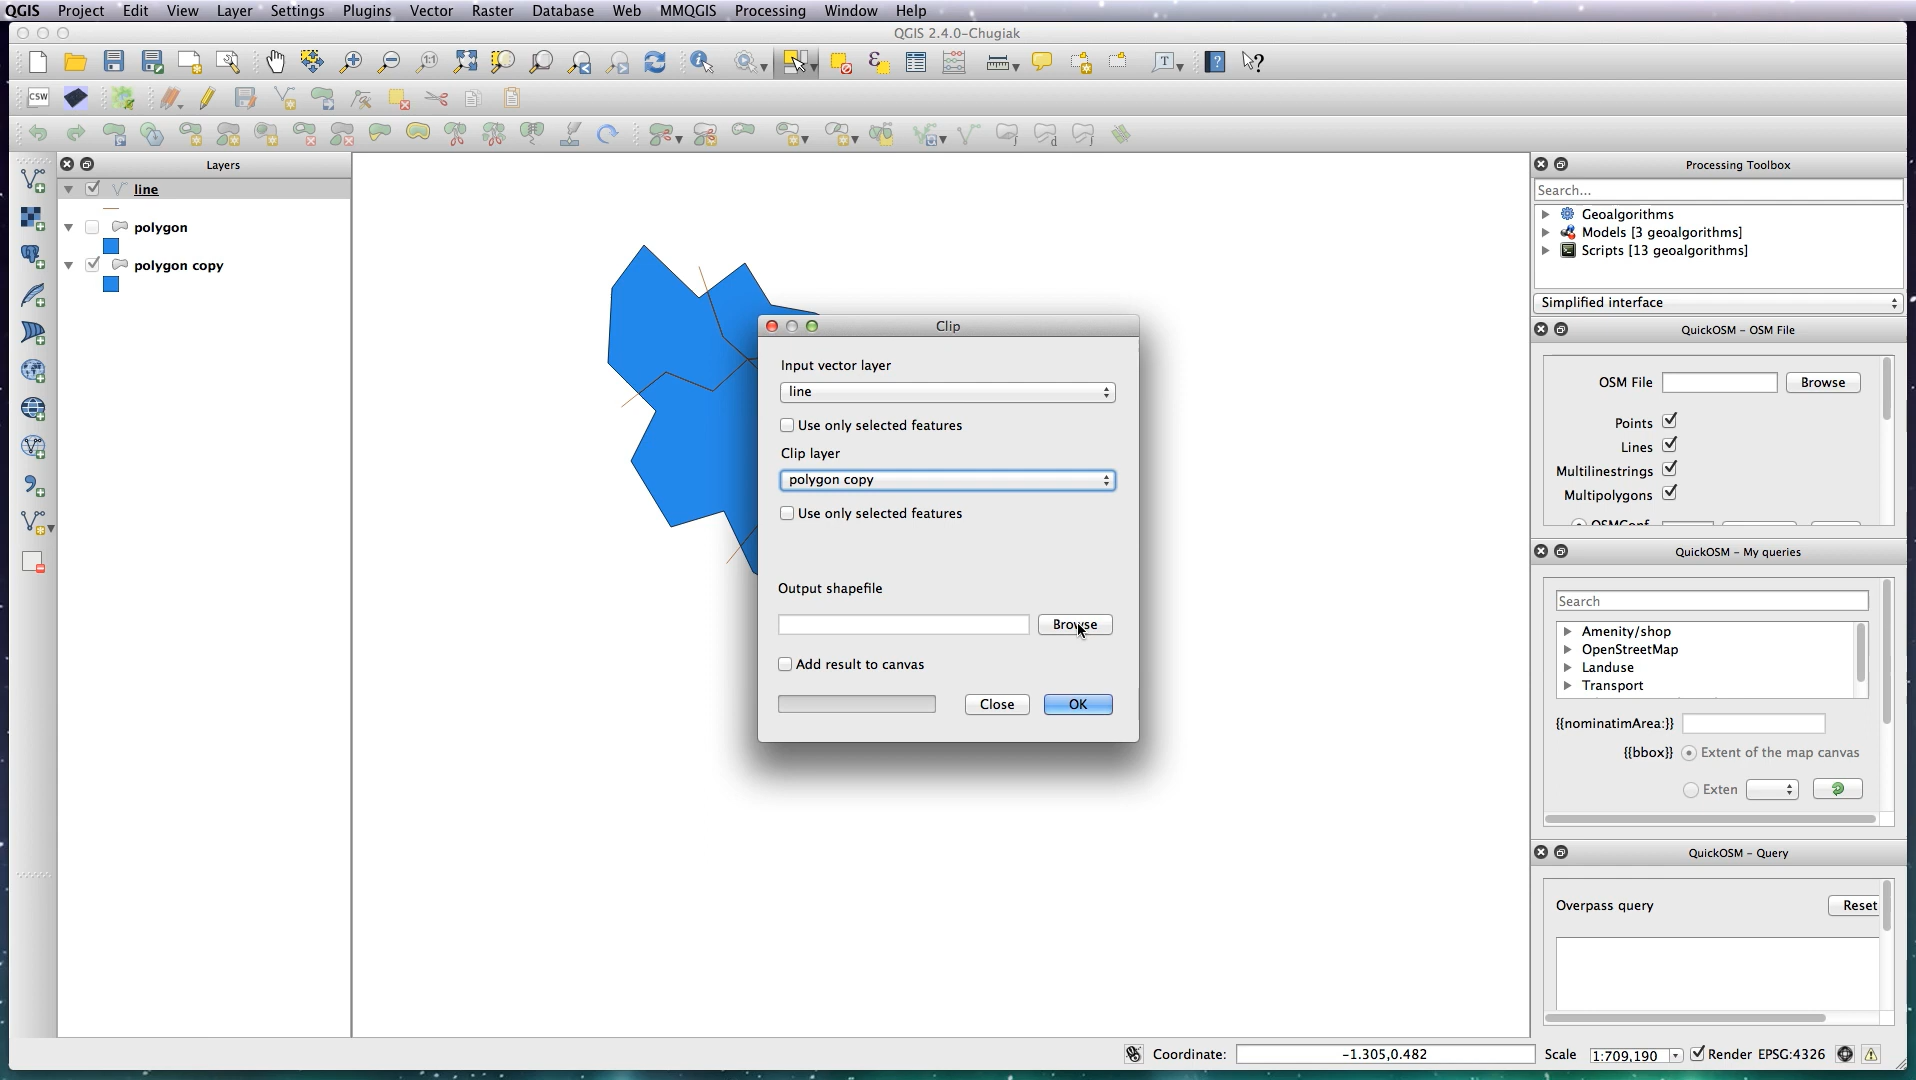 QGIS Project Edit View Layer Settings Plugins Vector Raster Database Web MMQGIS Processing Window Help
QGIS 2.4.0-Chugiak
CSW
Layers
line
polygon
polygon copy
Clip
Input vector layer
line
Use only selected features
Clip layer
polygon copy
Use only selected features
Output shapefile
Browse
Add result to canvas
Close OK
Processing Toolbox
Search...
Geoalgorithms
Models [3 geoalgorithms]
Scripts [13 geoalgorithms]
Simplified interface
QuickOSM - OSM File
OSM File Browse
Points
Lines
Multilinestrings
Multipolygons
OSMConf
QuickOSM - My queries
Search
Amenity/shop
OpenStreetMap
Landuse
Transport
{{nominatimArea:}}
{{bbox}} Extent of the map canvas
Exten
QuickOSM - Query
Overpass query Reset
Coordinate: -1.305,0.482 Scale 1:709,190 Render EPSG:4326